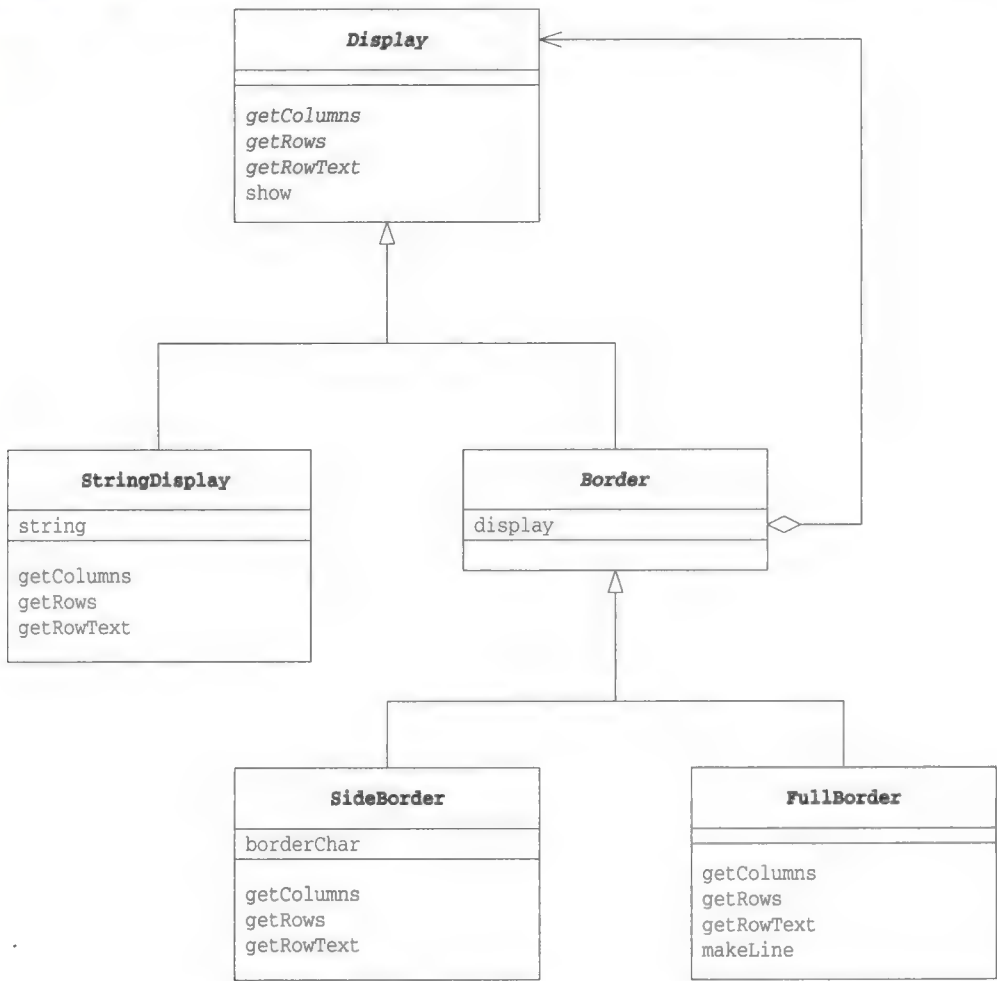 Display
getColumns
getRows
getRowText
show
StringDisplay
string
getColumns
getRows
getRowText
Border
display
SideBorder
borderChar
getColumns
getRows
getRowText
FullBorder
getColumns
getRows
getRowText
makeLine